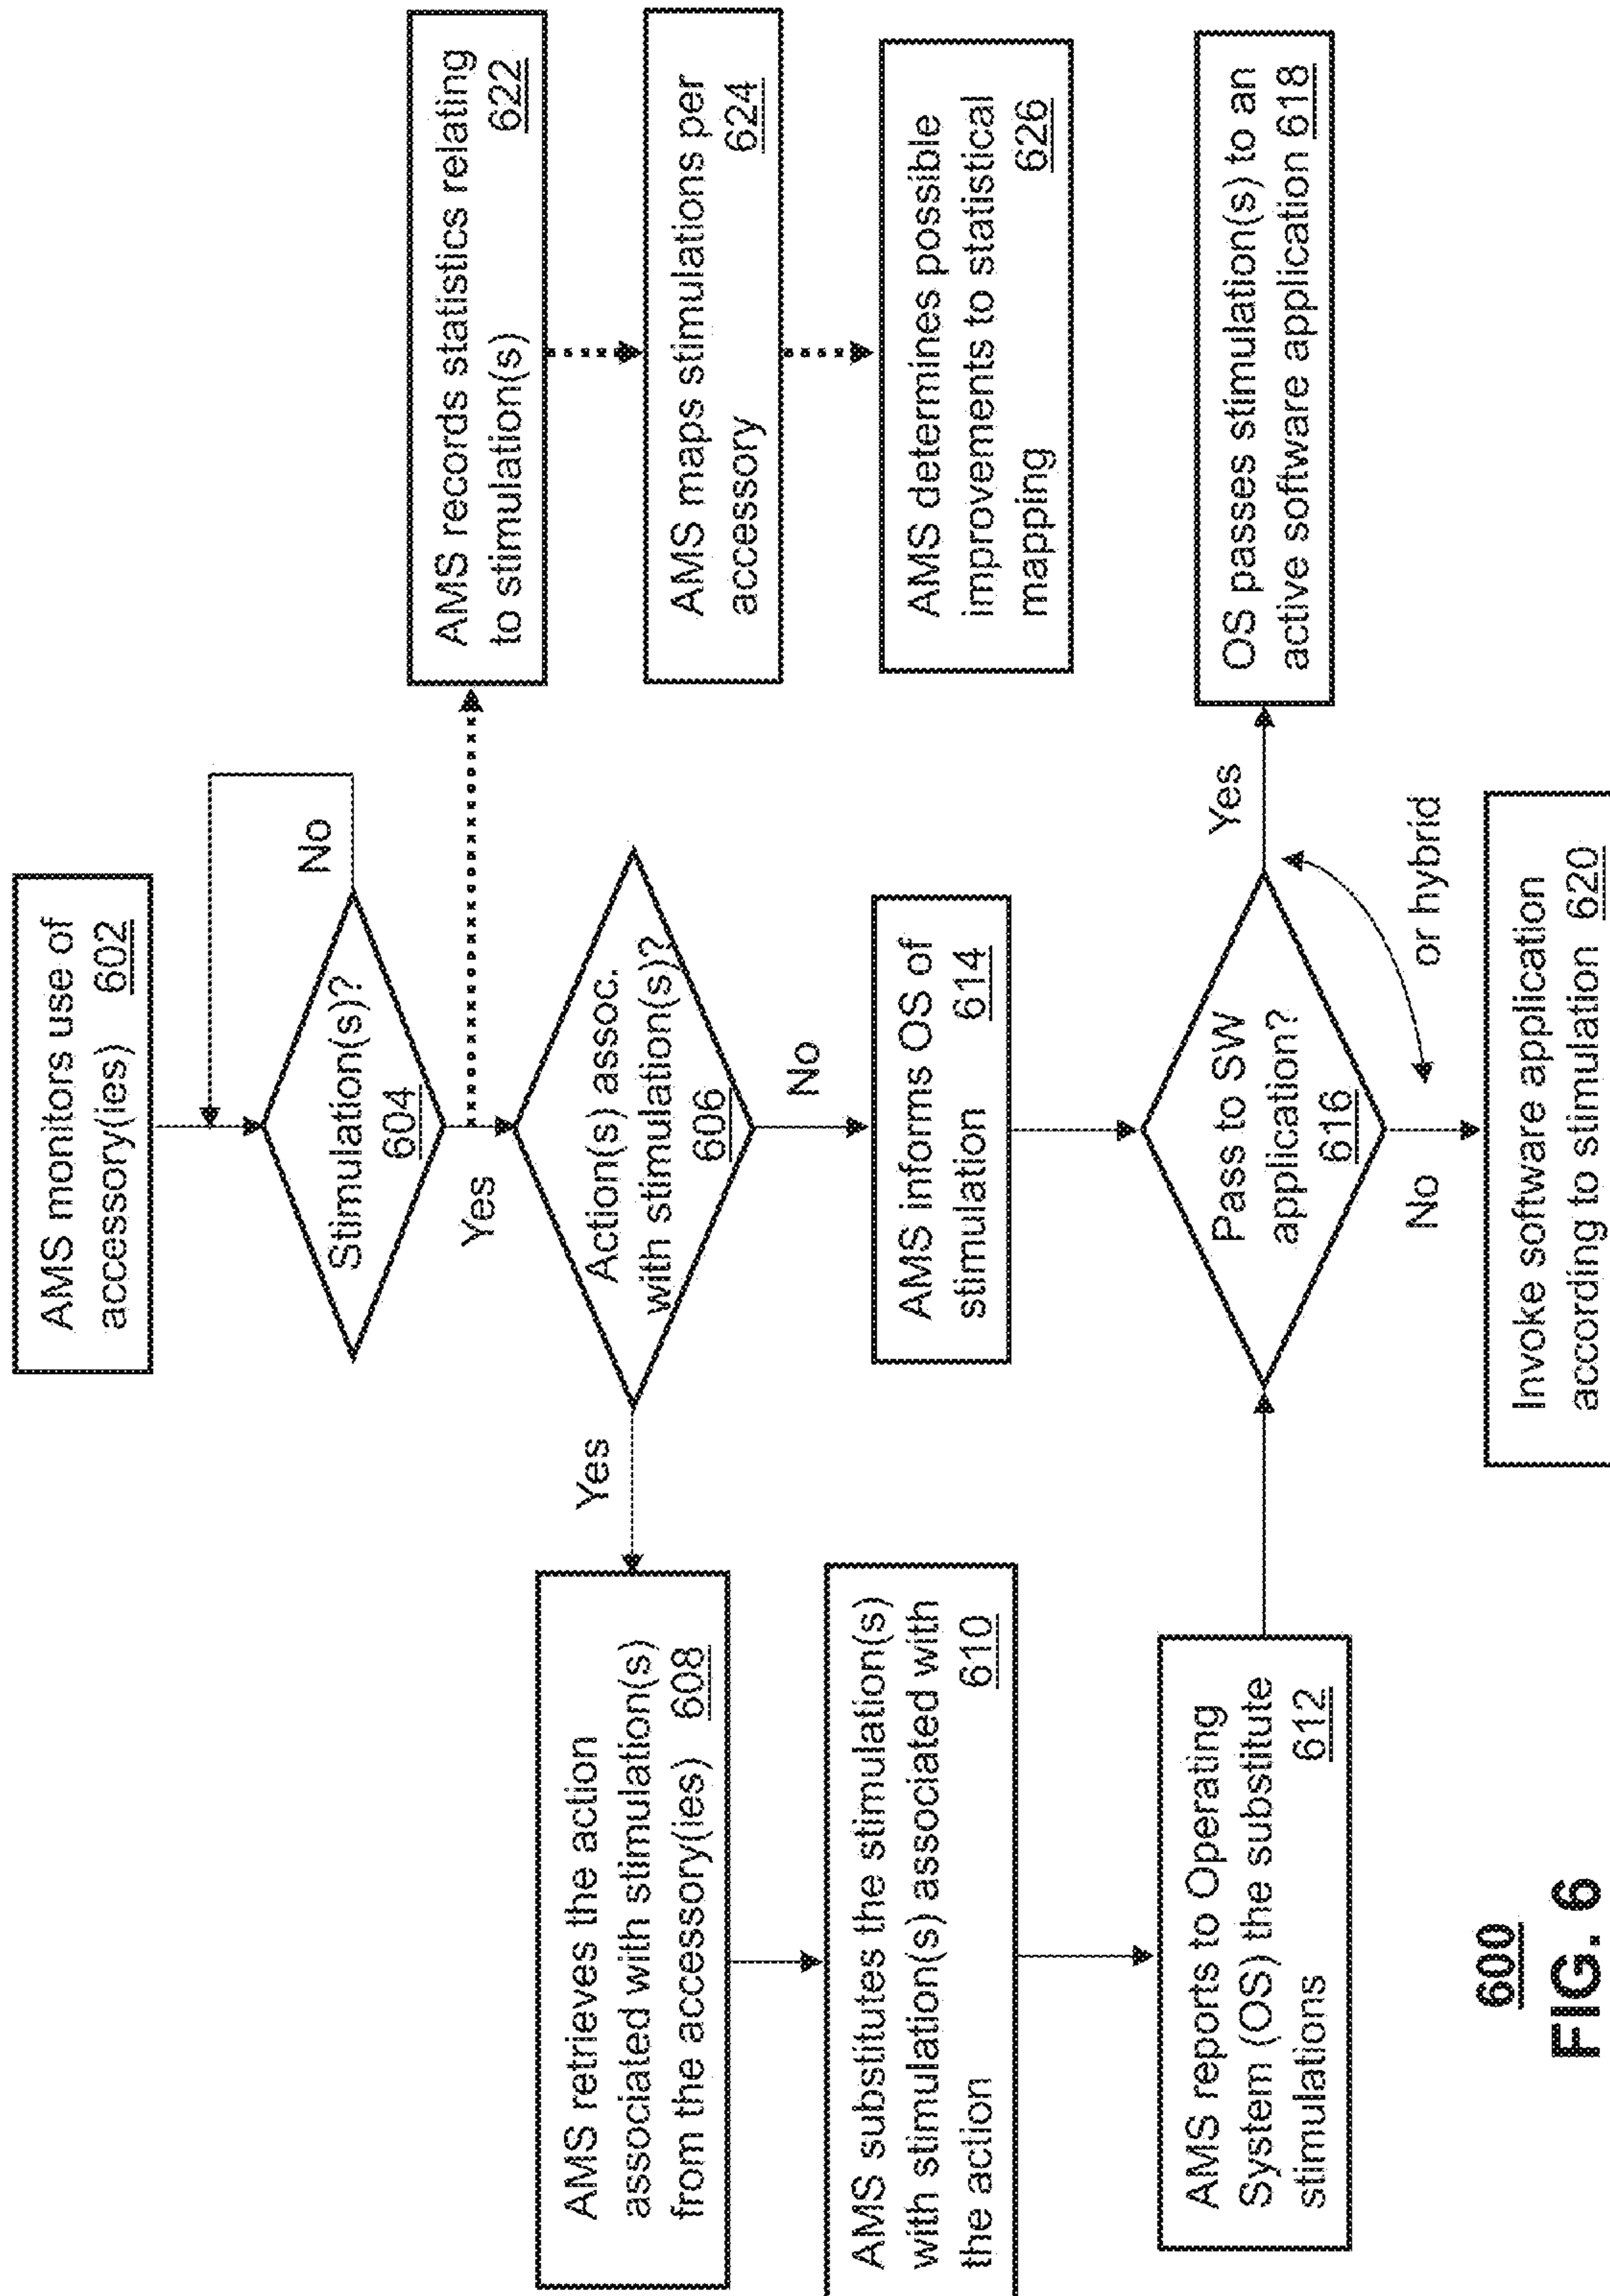 AMS monitors use of
accessory(ies) 602
No
Stimulation(s)?
604
Yes
AMS records statistics relating
to stimulation(s) 622
AMS maps stimulations per
accessory 624
AMS determines possible
improvements to statistical
mapping 626
Action(s) assoc.
with stimulation(s)?
606
Yes
No
AMS retrieves the action
associated with stimulation(s)
from the accessory(ies) 608
AMS substitutes the stimulation(s)
with stimulation(s) associated with
the action 610
AMS reports to Operating
System (OS) the substitute
stimulations 612
AMS informs OS of
stimulation 614
Pass to SW
application?
616
Yes
OS passes stimulation(s) to an
active software application 618
or hybrid
No
Invoke software application
according to stimulation 620
600
FIG. 6